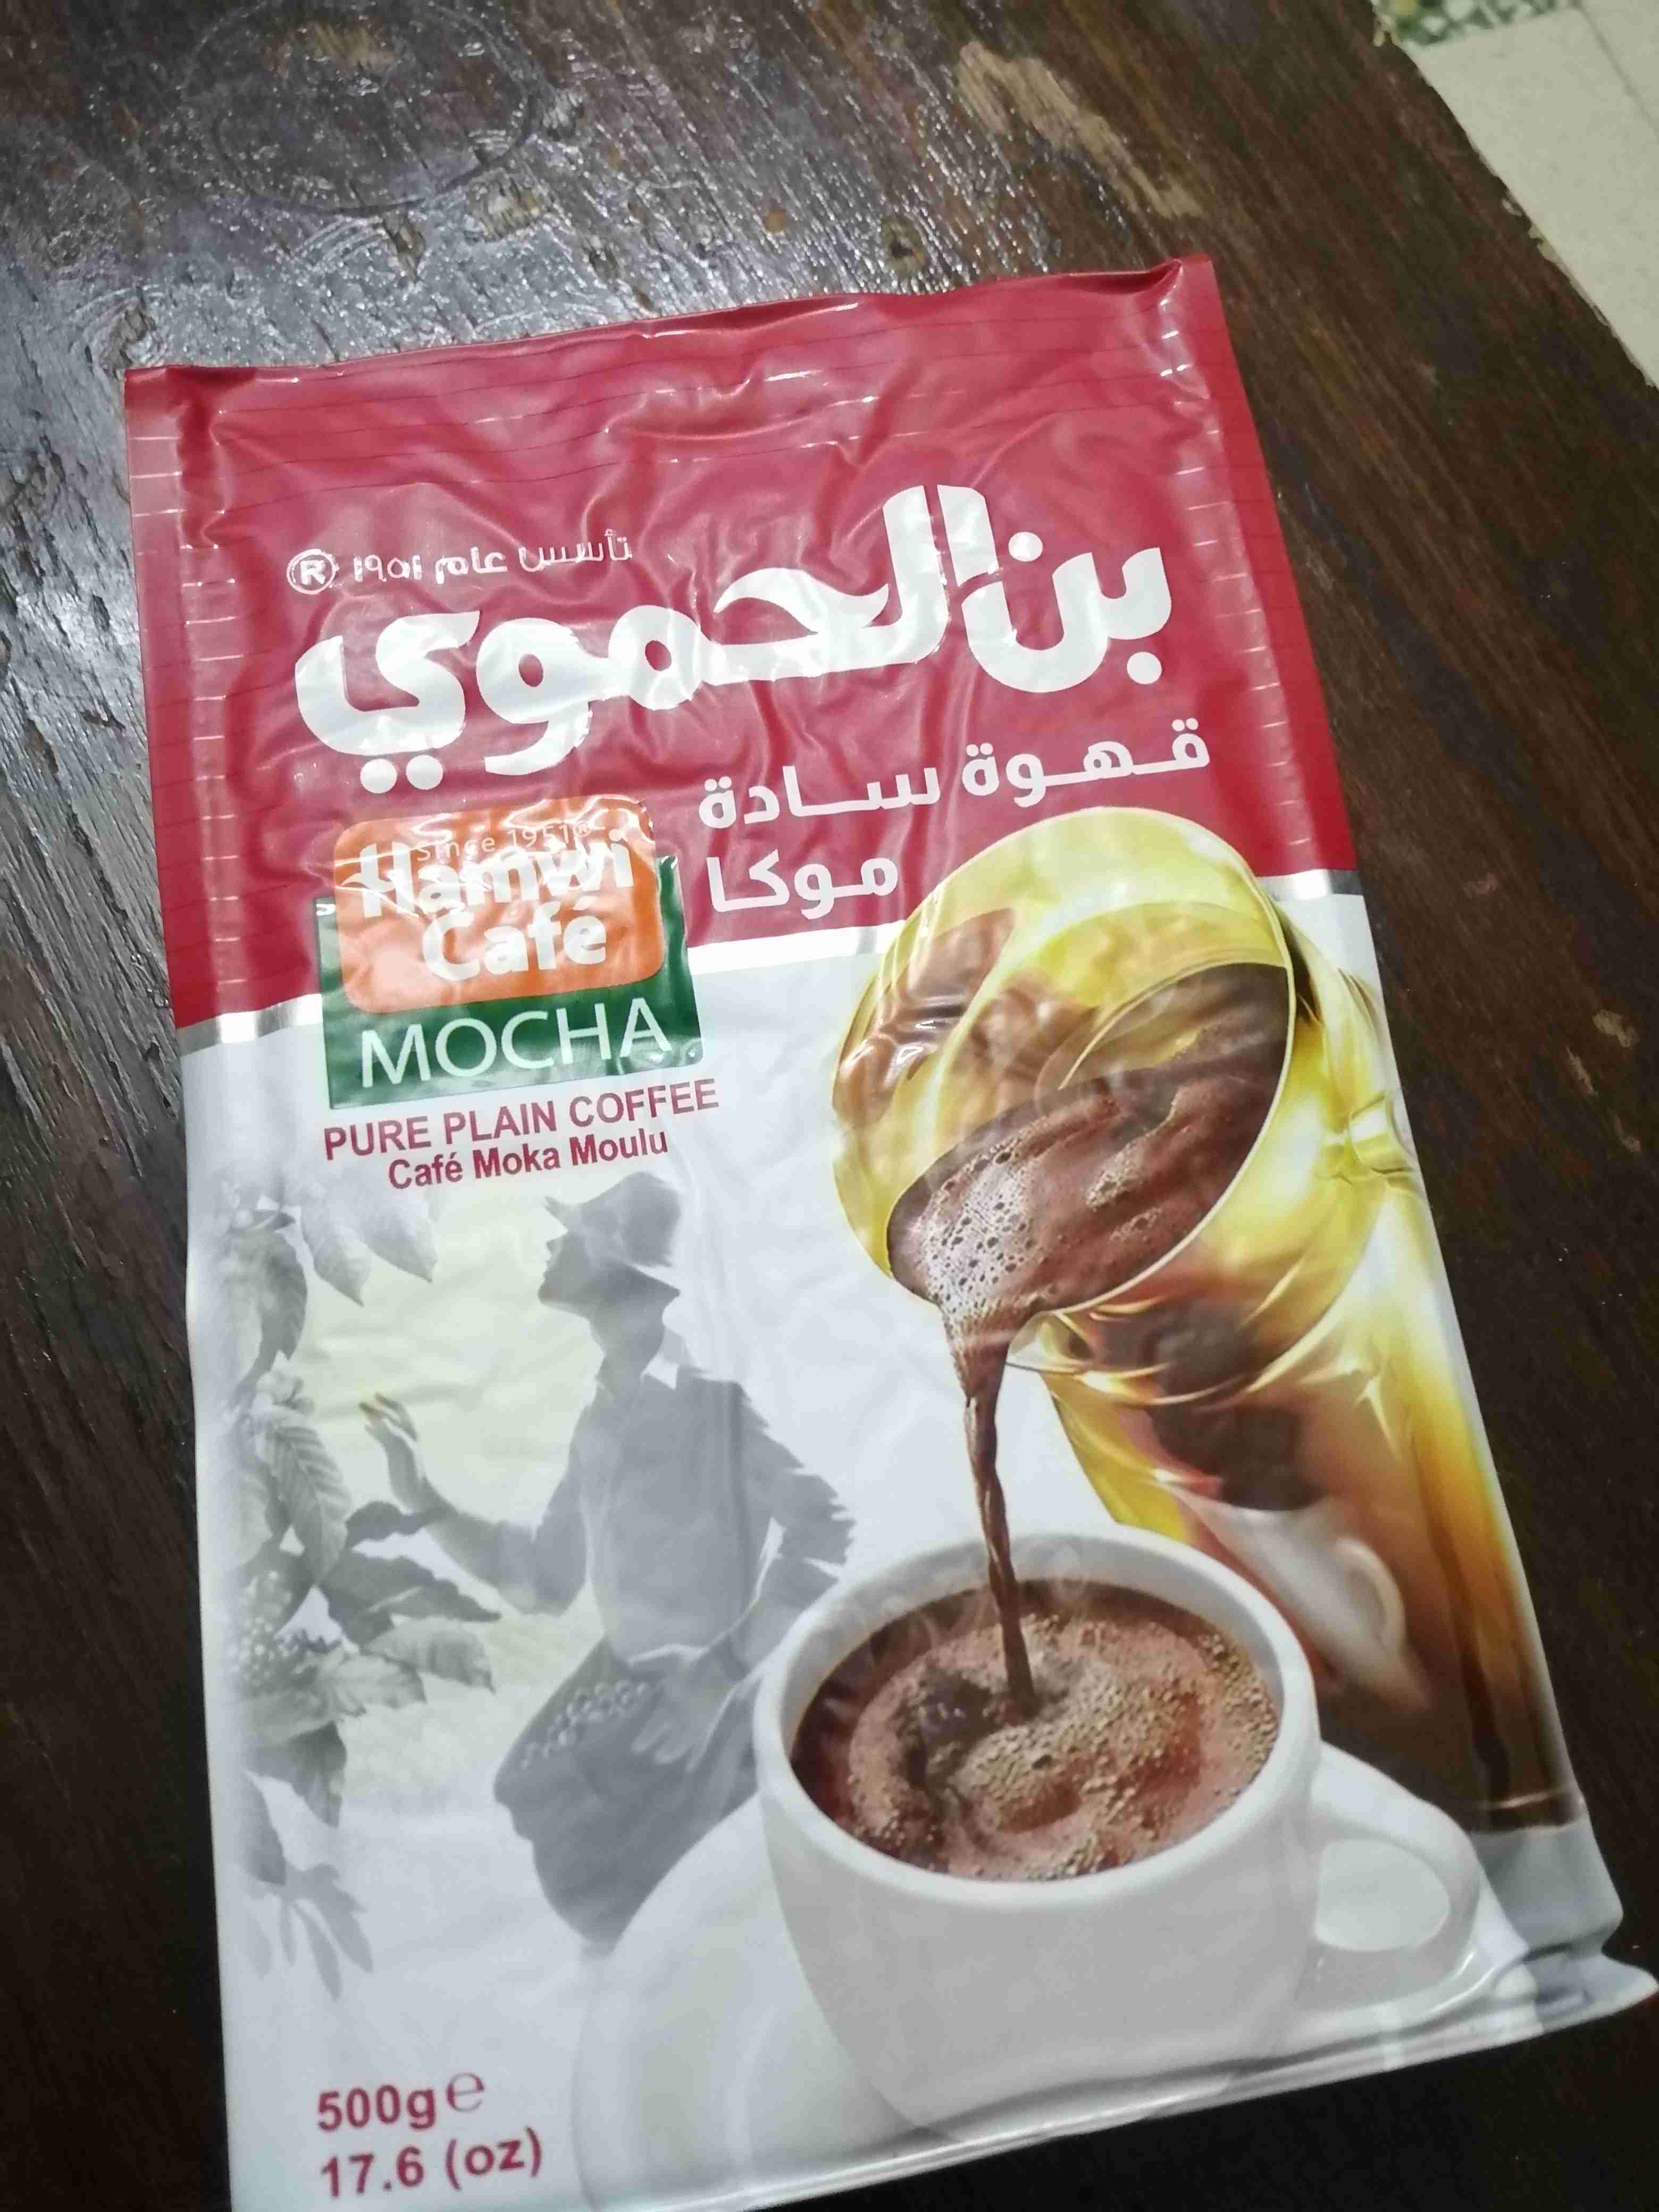 تأسس عام ١٩٥١ ®
بن الحموي
قهوة سادة
موكا
Since 1951®
Hamwi
Café
MOCHA
PURE PLAIN COFFEE
Café Moka Moulu
500g e
17.6 (oz)